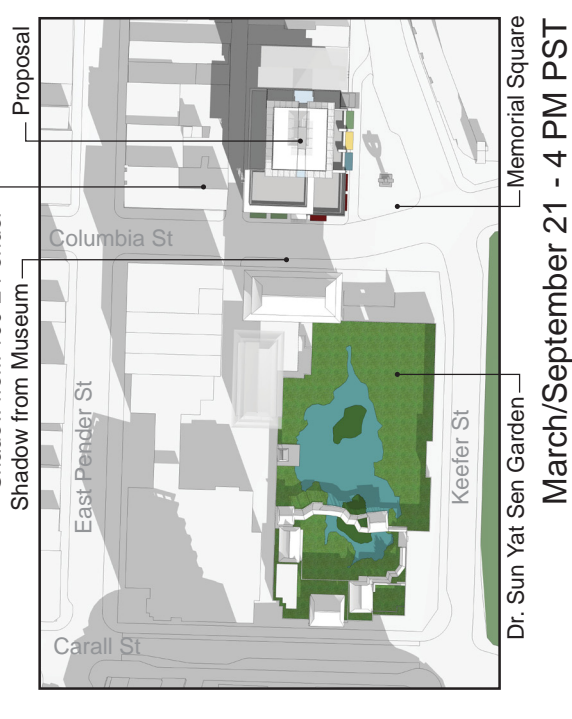 Proposal
Shadow from Museum
Columbia St
East Pender St
Carall St
Keefer St
Memorial Square
Dr. Sun Yat Sen Garden
March/September 21 - 4 PM PST